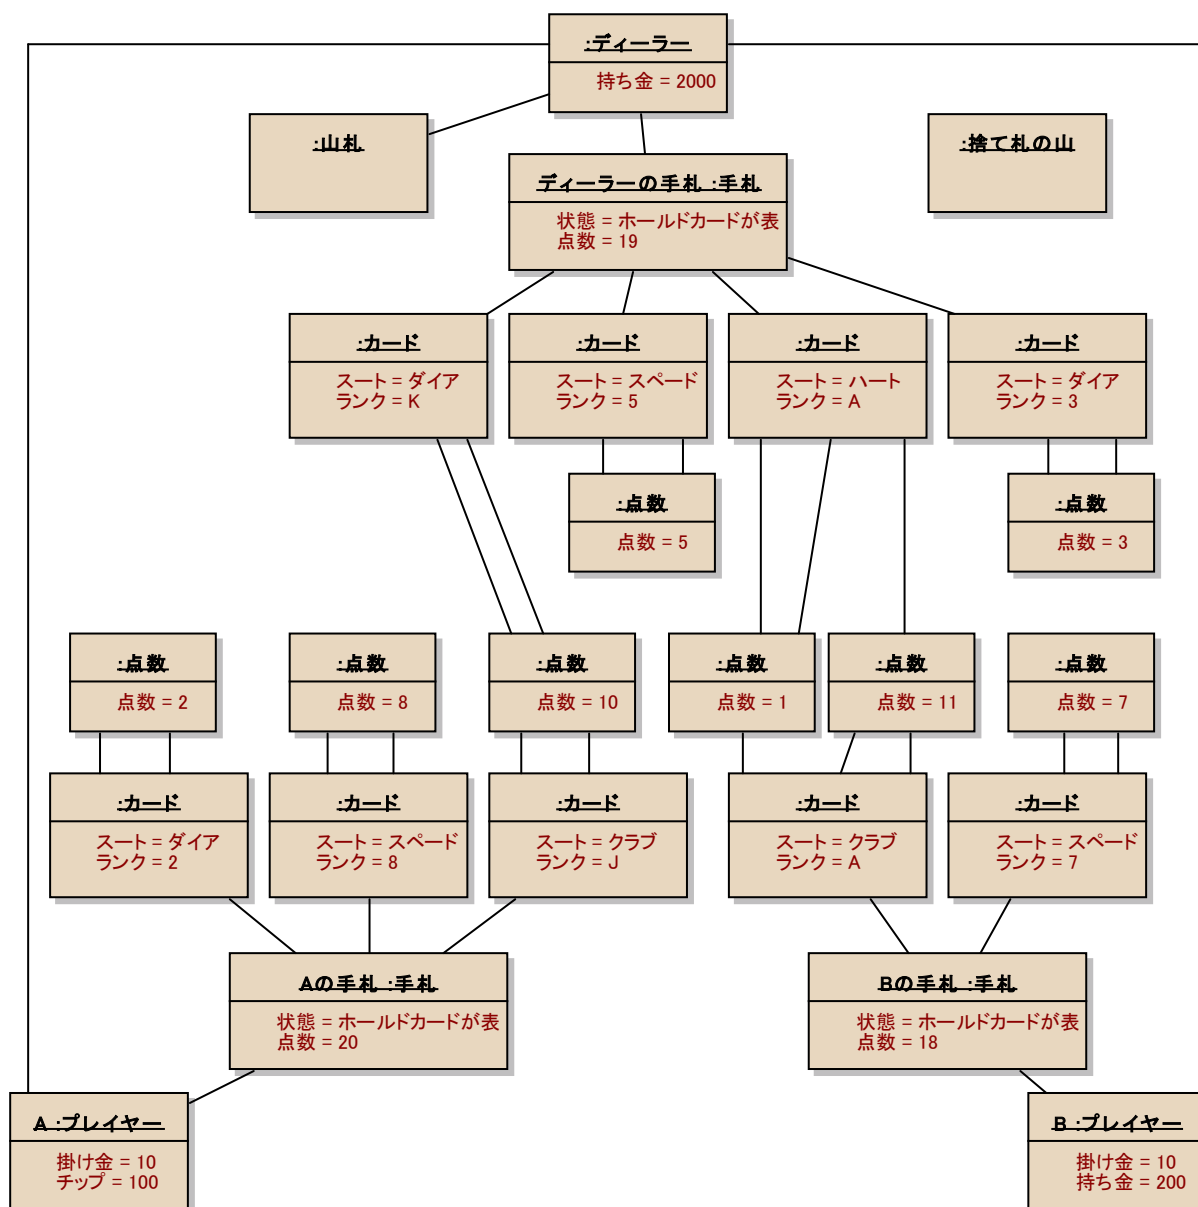 :ディーラー
持ち金 = 2000
:山札
:捨て札の山
ディーラーの手札 :手札
状態 = ホールドカードが表
点数 = 19
:カード
スート = ダイア
ランク = K
:カード
スート = スペード
ランク = 5
:カード
スート = ハート
ランク = A
:カード
スート = ダイア
ランク = 3
:点数
点数 = 5
:点数
点数 = 3
:点数
点数 = 2
:点数
点数 = 8
:点数
点数 = 10
:点数
点数 = 1
:点数
点数 = 11
:点数
点数 = 7
:カード
スート = ダイア
ランク = 2
:カード
スート = スペード
ランク = 8
:カード
スート = クラブ
ランク = J
:カード
スート = クラブ
ランク = A
:カード
スート = スペード
ランク = 7
Aの手札 :手札
状態 = ホールドカードが表
点数 = 20
Bの手札 :手札
状態 = ホールドカードが表
点数 = 18
A :プレイヤー
掛け金 = 10
チップ = 100
B :プレイヤー
掛け金 = 10
持ち金 = 200